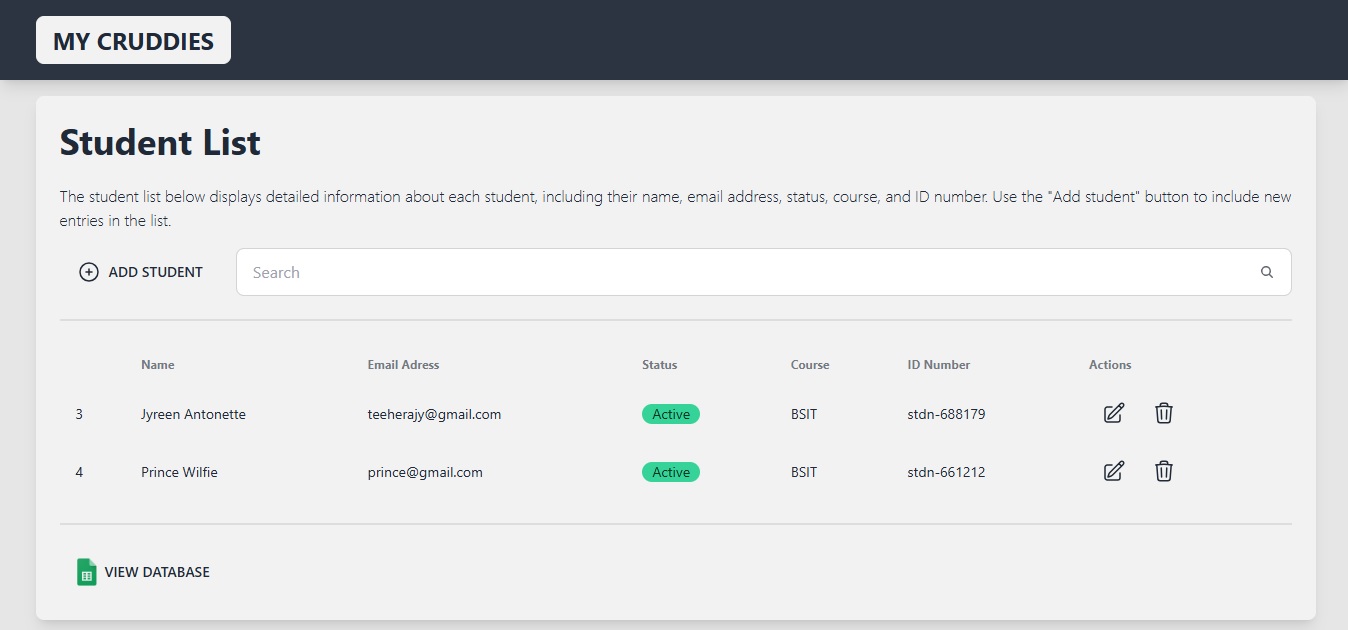 MY CRUDDIES
Student List
The student list below displays detailed information about each student, including their name, email address, status, course, and ID number. Use the "Add student" button to include new
entries in the list.
ADD STUDENT Search
Name Email Adress Status Course ID Number Actions
3 Jyreen Antonette teeherajy@gmail.com Active BSIT stdn-688179
4 Prince Wilfie prince@gmail.com Active BSIT stdn-661212
VIEW DATABASE